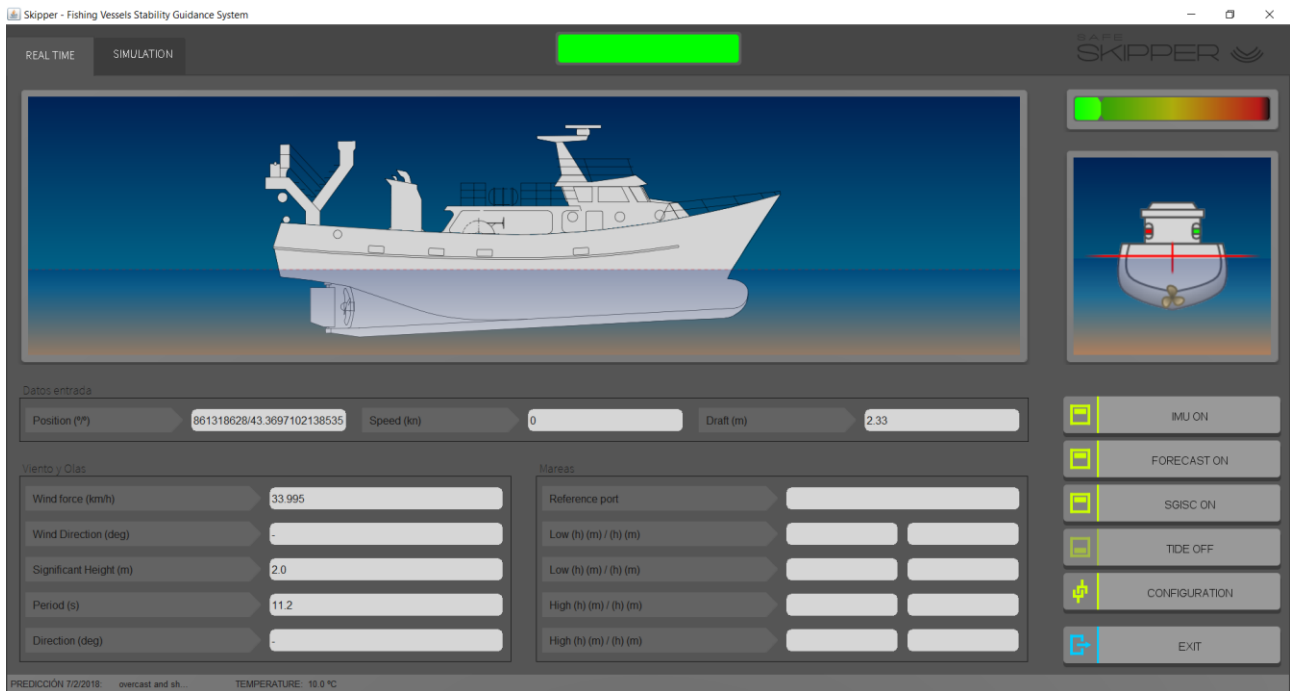 Skipper - Fishing Vessels Stability Guidance System
REAL TIME
SIMULATION
SAFE
SKIPPER
Datos entrada
Position (º/º) 861318628/43.3697102138535 Speed (kn) 0 Draft (m) 2.33
Viento y Olas
Wind force (km/h) 33.995
Wind Direction (deg) -
Significant Height (m) 2.0
Period (s) 11.2
Direction (deg) -
Mareas
Reference port
Low (h) (m) / (h) (m)
Low (h) (m) / (h) (m)
High (h) (m) / (h) (m)
High (h) (m) / (h) (m)
IMU ON
FORECAST ON
SGISC ON
TIDE OFF
CONFIGURATION
EXIT
PREDICCIÓN 7/2/2018: overcast and sh... TEMPERATURE: 10.0 ºC